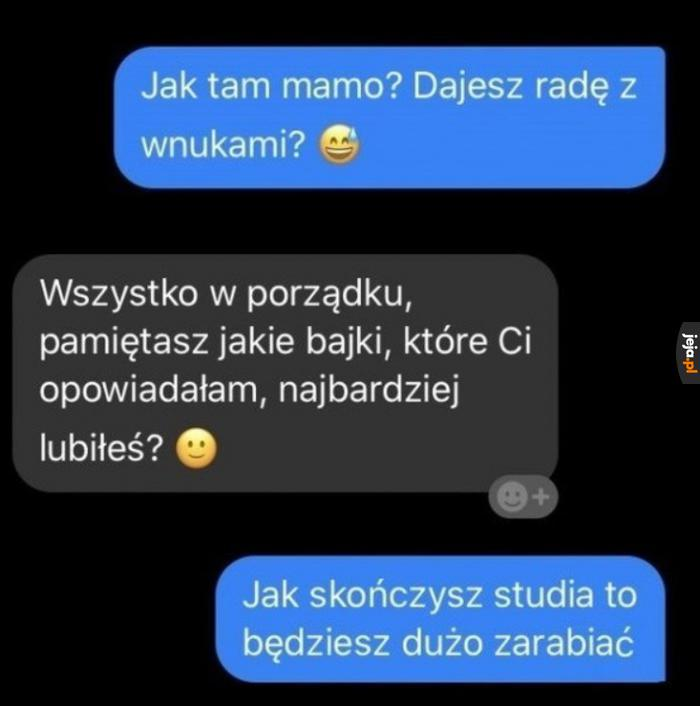 Jak tam mamo? Dajesz radę z
wnukami? 😅
Wszystko w porządku,
pamiętasz jakie bajki, które Ci
opowiadałam, najbardziej
lubiłeś? 🙂
jeja.pl
Jak skończysz studia to
będziesz dużo zarabiać